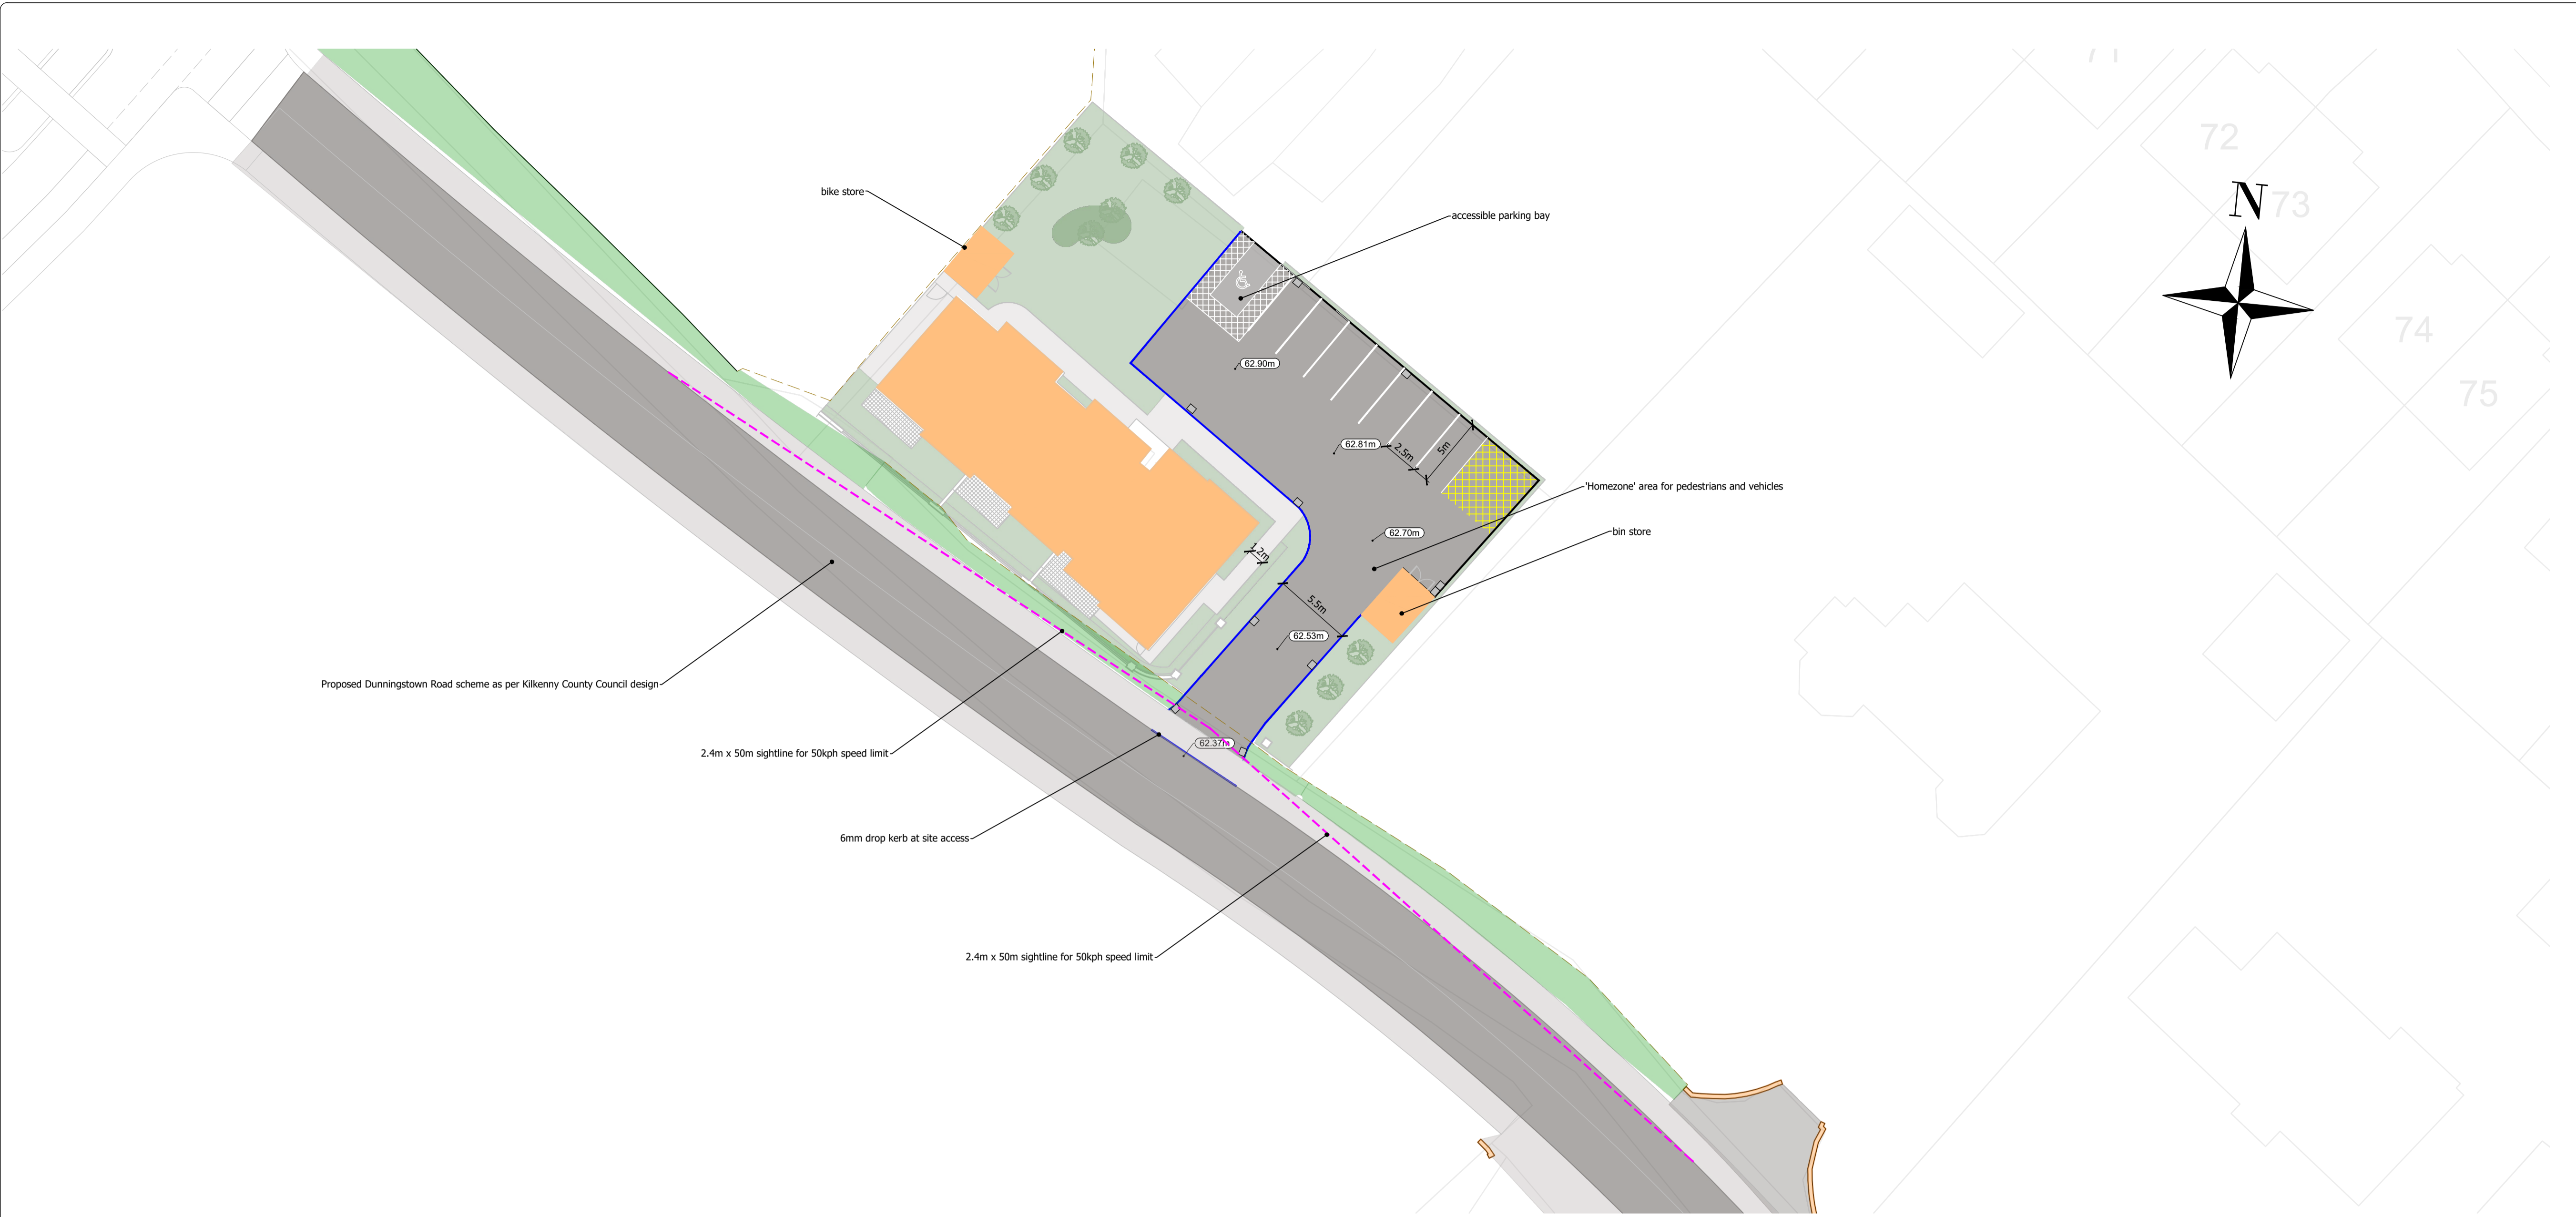 72
N
73
bike store
accessible parking bay
74
62.90m
75
62.81m
2.5m
5m
'Homezone' area for pedestrians and vehicles
62.70m
bin store
1.2m
5.5m
62.53m
Proposed Dunningstown Road scheme as per Kilkenny County Council design
62.37m
2.4m x 50m sightline for 50kph speed limit
6mm drop kerb at site access
2.4m x 50m sightline for 50kph speed limit